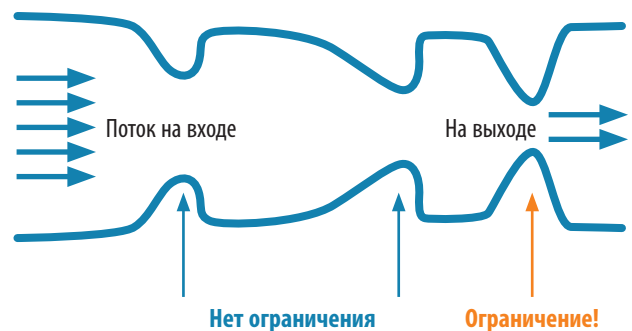 Поток на входе
На выходе
Нет ограничения
Ограничение!